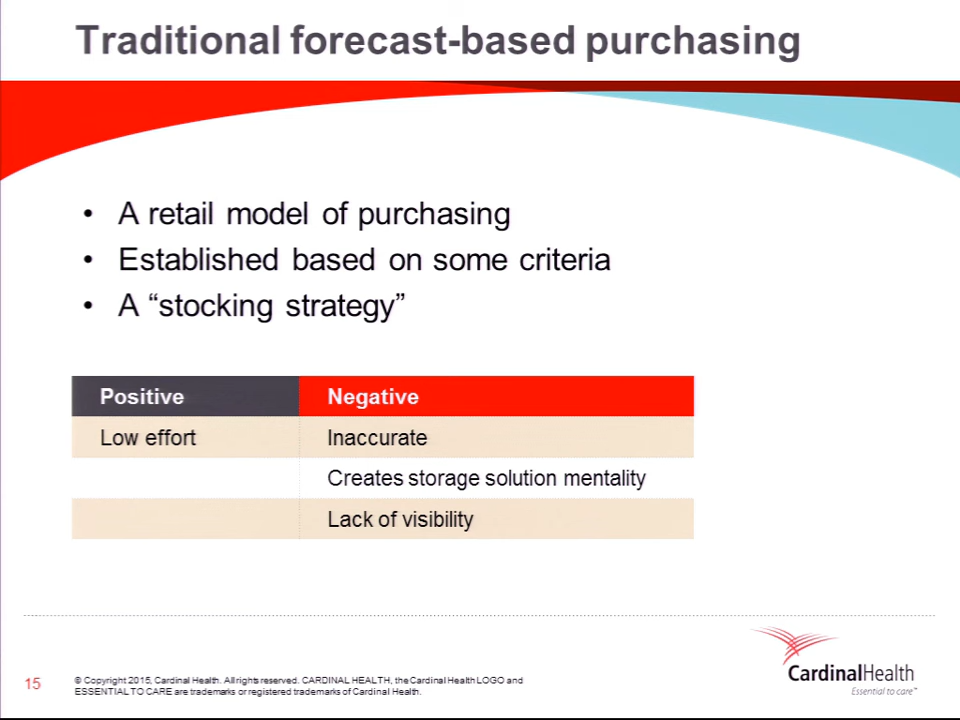 Traditional forecast-based purchasing
• A retail model of purchasing
• Established based on some criteria
• A “stocking strategy”
Positive Negative
Low effort Inaccurate
Creates storage solution mentality
Lack of visibility
15
© Copyright 2015, Cardinal Health. All rights reserved. CARDINAL HEALTH, the Cardinal Health LOGO and
ESSENTIAL TO CARE are trademarks or registered trademarks of Cardinal Health.
CardinalHealth
Essential to care™